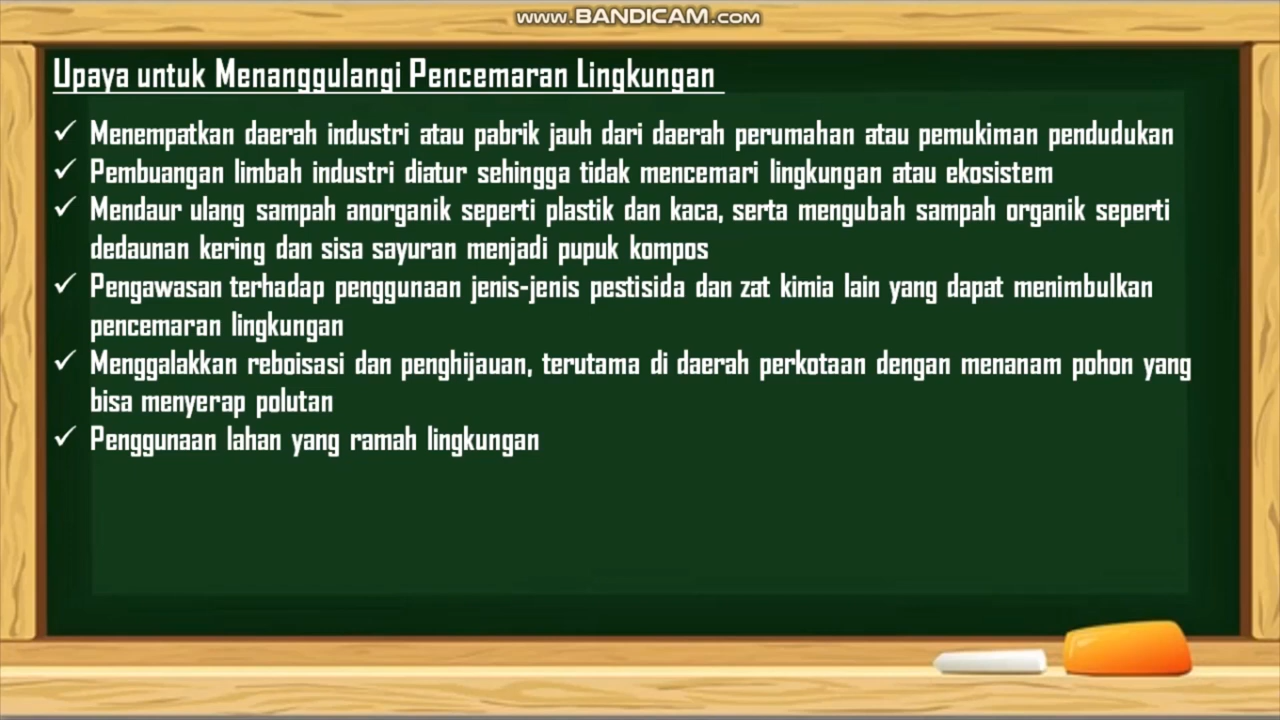 www.BANDICAM.com
Upaya untuk Menanggulangi Pencemaran Lingkungan
✓ Menempatkan daerah industri atau pabrik jauh dari daerah perumahan atau pemukiman pendudukan
✓ Pembuangan limbah industri diatur sehingga tidak mencemari lingkungan atau ekosistem
✓ Mendaur ulang sampah anorganik seperti plastik dan kaca, serta mengubah sampah organik seperti
dedaunan kering dan sisa sayuran menjadi pupuk kompos
✓ Pengawasan terhadap penggunaan jenis-jenis pestisida dan zat kimia lain yang dapat menimbulkan
pencemaran lingkungan
✓ Menggalakkan reboisasi dan penghijauan, terutama di daerah perkotaan dengan menanam pohon yang
bisa menyerap polutan
✓ Penggunaan lahan yang ramah lingkungan